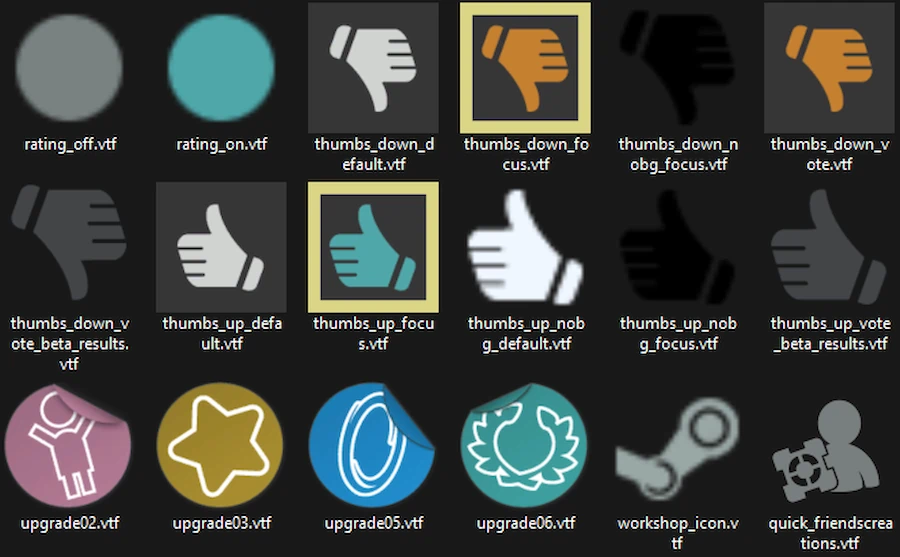 rating_off.vtf
rating_on.vtf
thumbs_down_d
efault.vtf
thumbs_down_fo
cus.vtf
thumbs_down_n
obg_focus.vtf
thumbs_down_v
ote.vtf
thumbs_down_v
ote_beta_results.
vtf
thumbs_up_defa
ult.vtf
thumbs_up_focu
s.vtf
thumbs_up_nob
g_default.vtf
thumbs_up_nob
g_focus.vtf
thumbs_up_vote
_beta_results.vtf
upgrade02.vtf
upgrade03.vtf
upgrade05.vtf
upgrade06.vtf
workshop_icon.v
tf
quick_friendscrea
tions.vtf